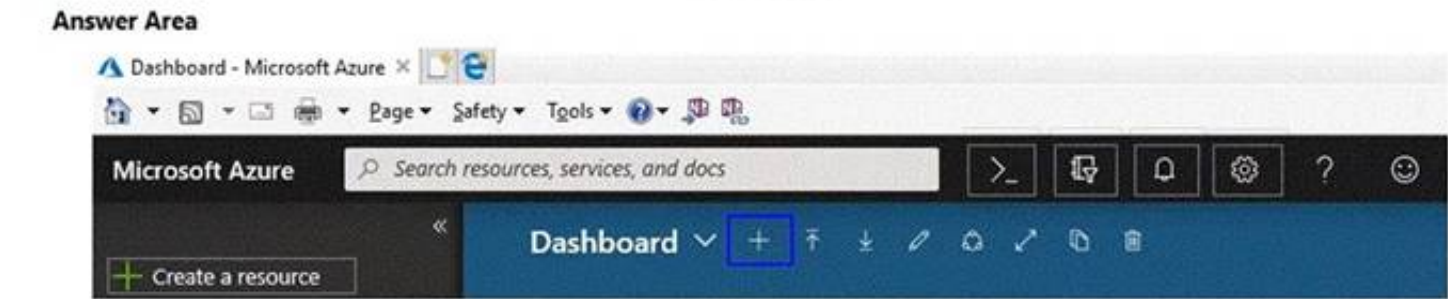 Answer Area
Dashboard - Microsoft Azure ×
Page Safety Tools ?
Microsoft Azure Search resources, services, and docs >_ ?
«
Dashboard
Create a resource